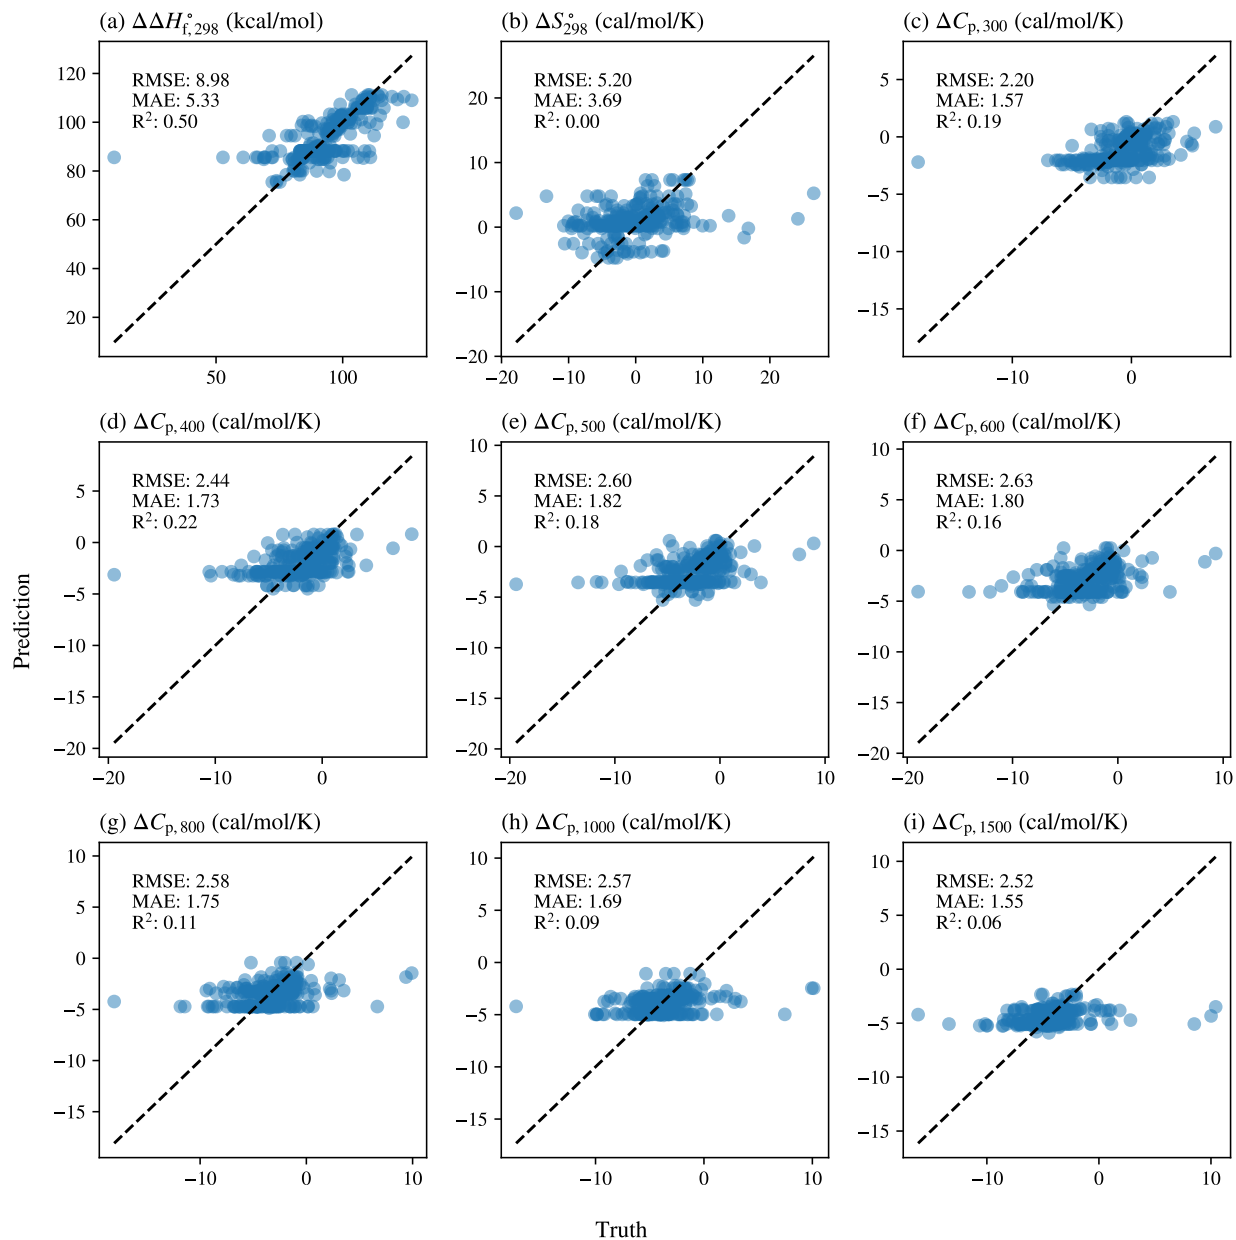 (a) ΔΔH°f,298 (kcal/mol)
RMSE: 8.98
MAE: 5.33
R²: 0.50
120
100
80
60
40
20
50
100
(b) ΔS°298 (cal/mol/K)
RMSE: 5.20
MAE: 3.69
R²: 0.00
20
10
0
−10
−20
−20
−10
0
10
20
(c) ΔCp,300 (cal/mol/K)
RMSE: 2.20
MAE: 1.57
R²: 0.19
5
0
−5
−10
−15
−10
0
(d) ΔCp,400 (cal/mol/K)
RMSE: 2.44
MAE: 1.73
R²: 0.22
5
0
−5
−10
−15
−20
−20
−10
0
(e) ΔCp,500 (cal/mol/K)
RMSE: 2.60
MAE: 1.82
R²: 0.18
10
5
0
−5
−10
−15
−20
−20
−10
0
10
(f) ΔCp,600 (cal/mol/K)
RMSE: 2.63
MAE: 1.80
R²: 0.16
10
5
0
−5
−10
−15
−20
−20
−10
0
10
Prediction
(g) ΔCp,800 (cal/mol/K)
RMSE: 2.58
MAE: 1.75
R²: 0.11
10
5
0
−5
−10
−15
−10
0
10
(h) ΔCp,1000 (cal/mol/K)
RMSE: 2.57
MAE: 1.69
R²: 0.09
10
5
0
−5
−10
−15
−10
0
10
(i) ΔCp,1500 (cal/mol/K)
RMSE: 2.52
MAE: 1.55
R²: 0.06
10
5
0
−5
−10
−15
−10
0
10
Truth